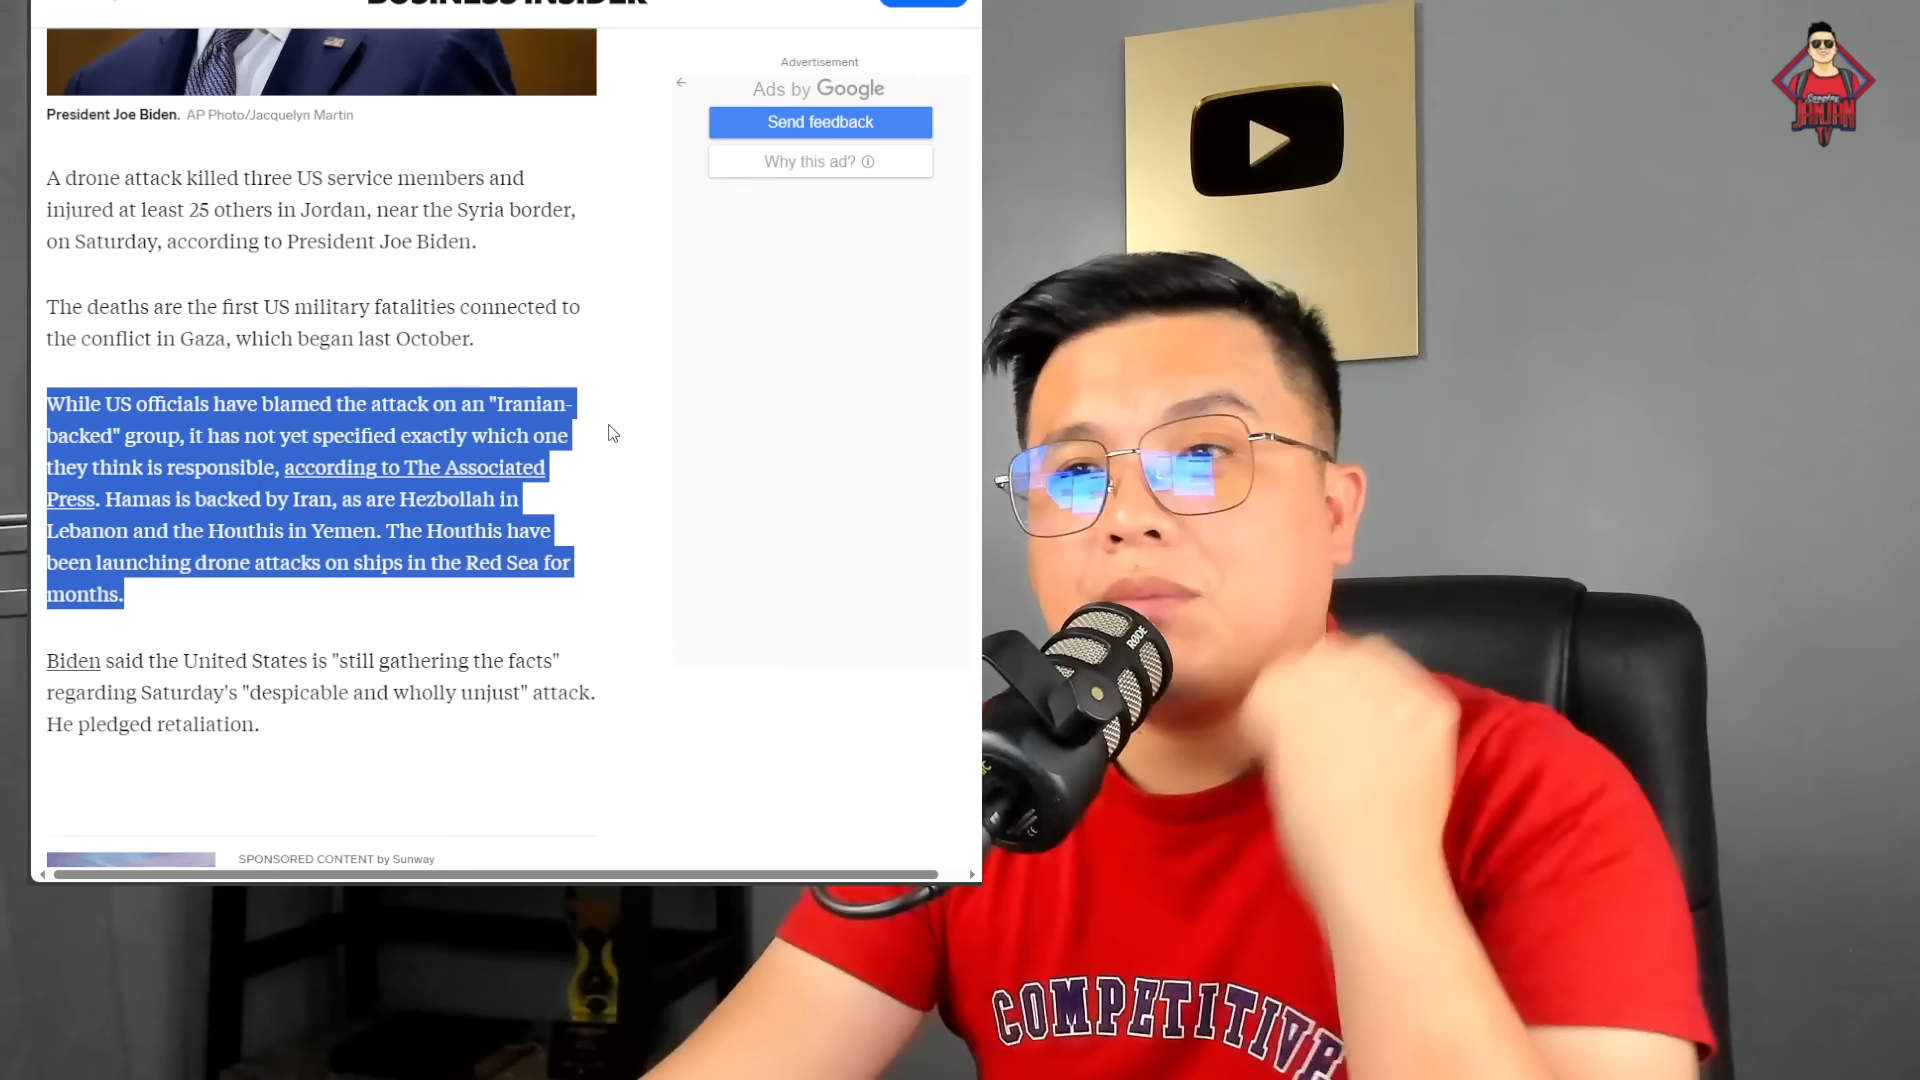 BUSINESS INSIDER
President Joe Biden. AP Photo/Jacquelyn Martin
A drone attack killed three US service members and
injured at least 25 others in Jordan, near the Syria border,
on Saturday, according to President Joe Biden.
The deaths are the first US military fatalities connected to
the conflict in Gaza, which began last October.
While US officials have blamed the attack on an "Iranian-
backed" group, it has not yet specified exactly which one
they think is responsible, according to The Associated
Press. Hamas is backed by Iran, as are Hezbollah in
Lebanon and the Houthis in Yemen. The Houthis have
been launching drone attacks on ships in the Red Sea for
months.
Biden said the United States is "still gathering the facts"
regarding Saturday's "despicable and wholly unjust" attack.
He pledged retaliation.
SPONSORED CONTENT by Sunway
Advertisement
Ads by Google
Send feedback
Why this ad?
JANJAN
TV
RØDE
COMPETITIVE